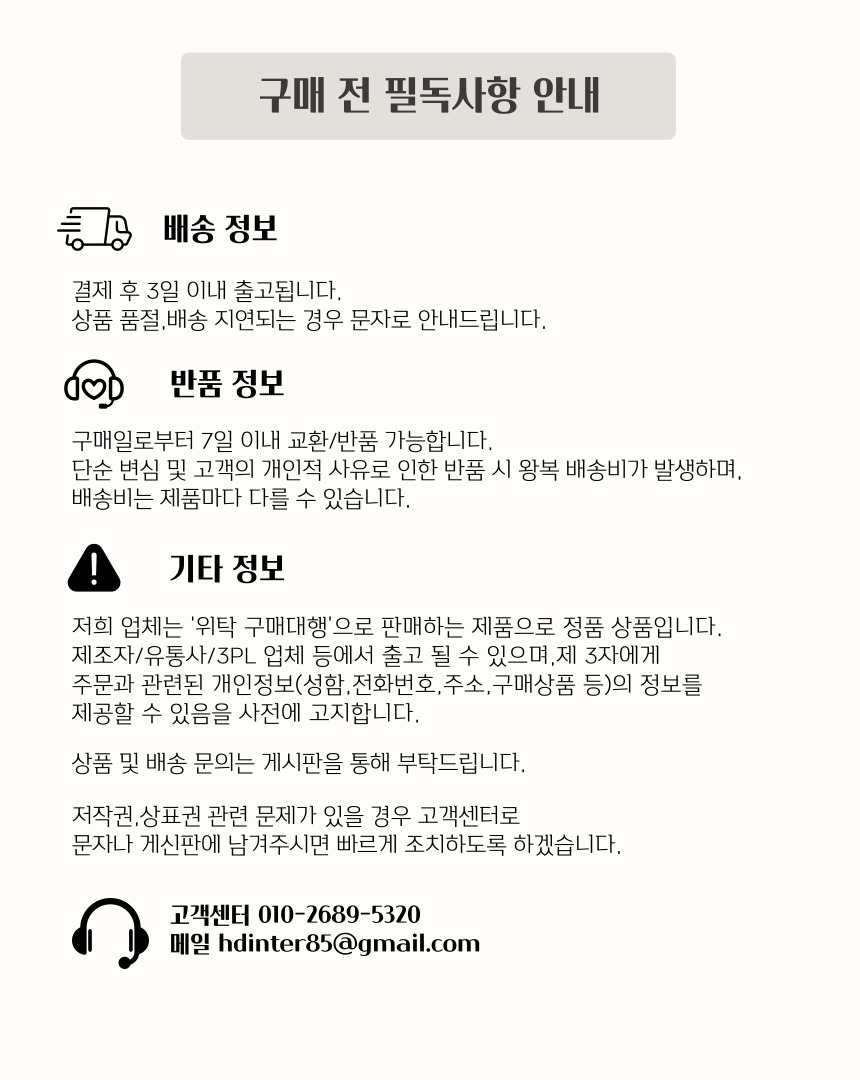 구매 전 필독사항 안내
배송 정보
결제 후 3일 이내 출고됩니다.
상품 품절,배송 지연되는 경우 문자로 안내드립니다.
반품 정보
구매일로부터 7일 이내 교환/반품 가능합니다.
단순 변심 및 고객의 개인적 사유로 인한 반품 시 왕복 배송비가 발생하며,
배송비는 제품마다 다를 수 있습니다.
기타 정보
저희 업체는 '위탁 구매대행'으로 판매하는 제품으로 정품 상품입니다.
제조자/유통사/3PL 업체 등에서 출고 될 수 있으며,제 3자에게
주문과 관련된 개인정보(성함,전화번호,주소,구매상품 등)의 정보를
제공할 수 있음을 사전에 고지합니다.
상품 및 배송 문의는 게시판을 통해 부탁드립니다.
저작권,상표권 관련 문제가 있을 경우 고객센터로
문자나 게신판에 남겨주시면 빠르게 조치하도록 하겠습니다.
고객센터 010-2689-5320
메일 hdinter85@gmail.com